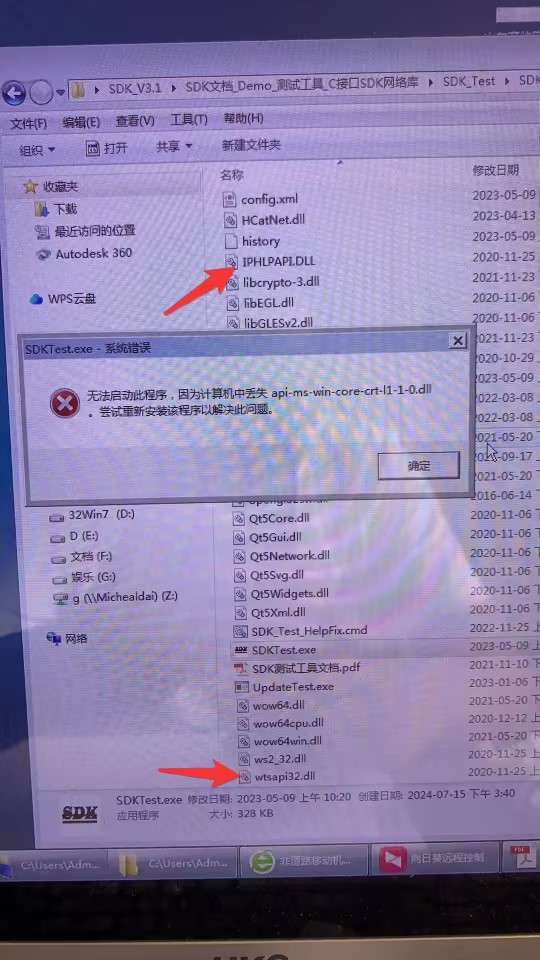 SDK_V3.1 SDK文档_Demo_测试工具_C接口SDK网络库 SDK_Test SDK
文件(F) 编辑(E) 查看(V) 工具(T) 帮助(H)
组织 打开 共享 新建文件夹
收藏夹
下载
最近访问的位置
Autodesk 360
WPS云盘
名称 修改日期
config.xml 2023-05-09
HCatNet.dll 2023-04-13
history 2023-05-09
IPHLPAPI.DLL 2020-11-25
libcrypto-3.dll 2021-11-23
libEGL.dll 2020-11-06
libGLESv2.dll 2020-11-06
SDKTest.exe - 系统错误
无法启动此程序，因为计算机中丢失 api-ms-win-core-crt-l1-1-0.dll
。尝试重新安装该程序以解决此问题。
确定
2021-11-23
2020-10-29
2023-05-09
2022-03-08
2022-03-08
2021-05-20
09-17
2021-05-20
2016-06-14
32Win7 (D:)
D (E:)
文档 (F:)
娱乐 (G:)
g (\\Michealdai) (Z:)
网络
Qt5Core.dll 2020-11-06 下
Qt5Gui.dll 2020-11-06 下
Qt5Network.dll 2020-11-06 下
Qt5Svg.dll 2020-11-06 下
Qt5Widgets.dll 2020-11-06 下
Qt5Xml.dll 2020-11-06 下
SDK_Test_HelpFix.cmd 2022-11-25 上
SDKTest.exe 2023-05-09 上
SDK测试工具文档.pdf 2021-11-10 下
UpdateTest.exe 2023-01-06 下
wow64.dll 2021-05-20 上
wow64cpu.dll 2020-12-12 上
wow64win.dll 2021-05-20 上
ws2_32.dll 2020-11-25 上
wtsapi32.dll 2020-11-25 上
SDK
SDKTest.exe 修改日期: 2023-05-09 上午 10:20 创建日期: 2024-07-15 下午 3:40
应用程序 大小: 328 KB
C:\Users\Adm... C:\Users\Adm... 非道路移动机... 向日葵远程控制
PDF
HKC